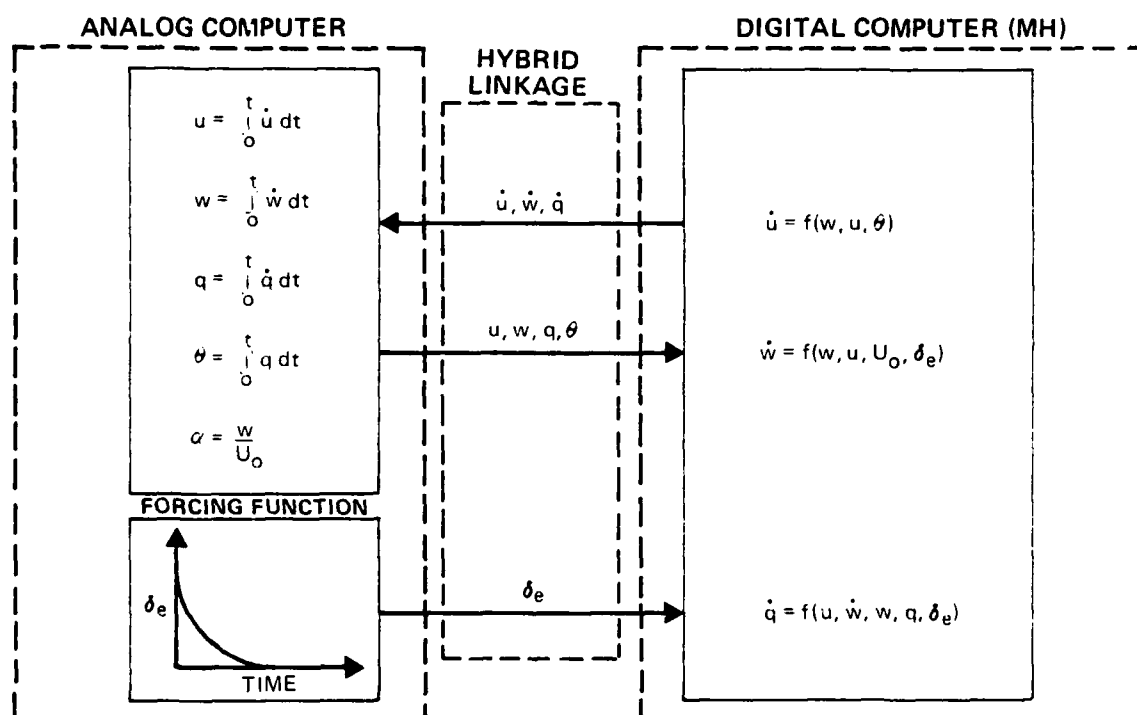 ANALOG COMPUTER
u = ∫₀ᵗ u̇ dt
w = ∫₀ᵗ ẇ dt
q = ∫₀ᵗ q̇ dt
θ = ∫₀ᵗ q dt
α = w/U₀
FORCING FUNCTION
δₑ
TIME
HYBRID
LINKAGE
u̇, ẇ, q̇
u, w, q, θ
δₑ
DIGITAL COMPUTER (MH)
u̇ = f(w, u, θ)
ẇ = f(w, u, U₀, δₑ)
q̇ = f(u, ẇ, w, q, δₑ)